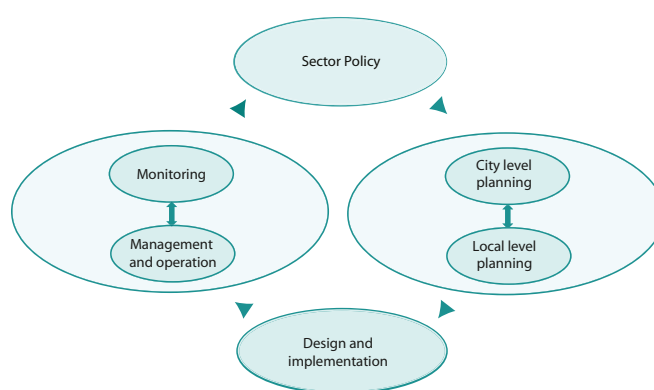 Sector Policy
Monitoring
Management
and operation
City level
planning
Local level
planning
Design and
implementation